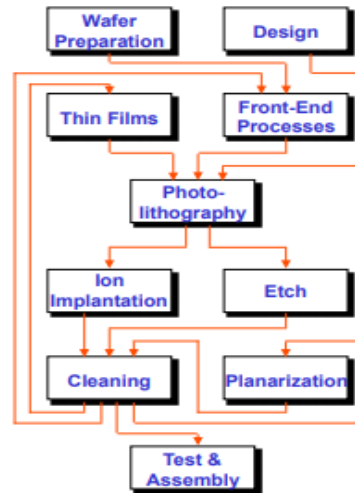 Wafer
Preparation
Design
Thin Films
Front-End
Processes
Photo-
lithography
Ion
Implantation
Etch
Cleaning
Planarization
Test &
Assembly